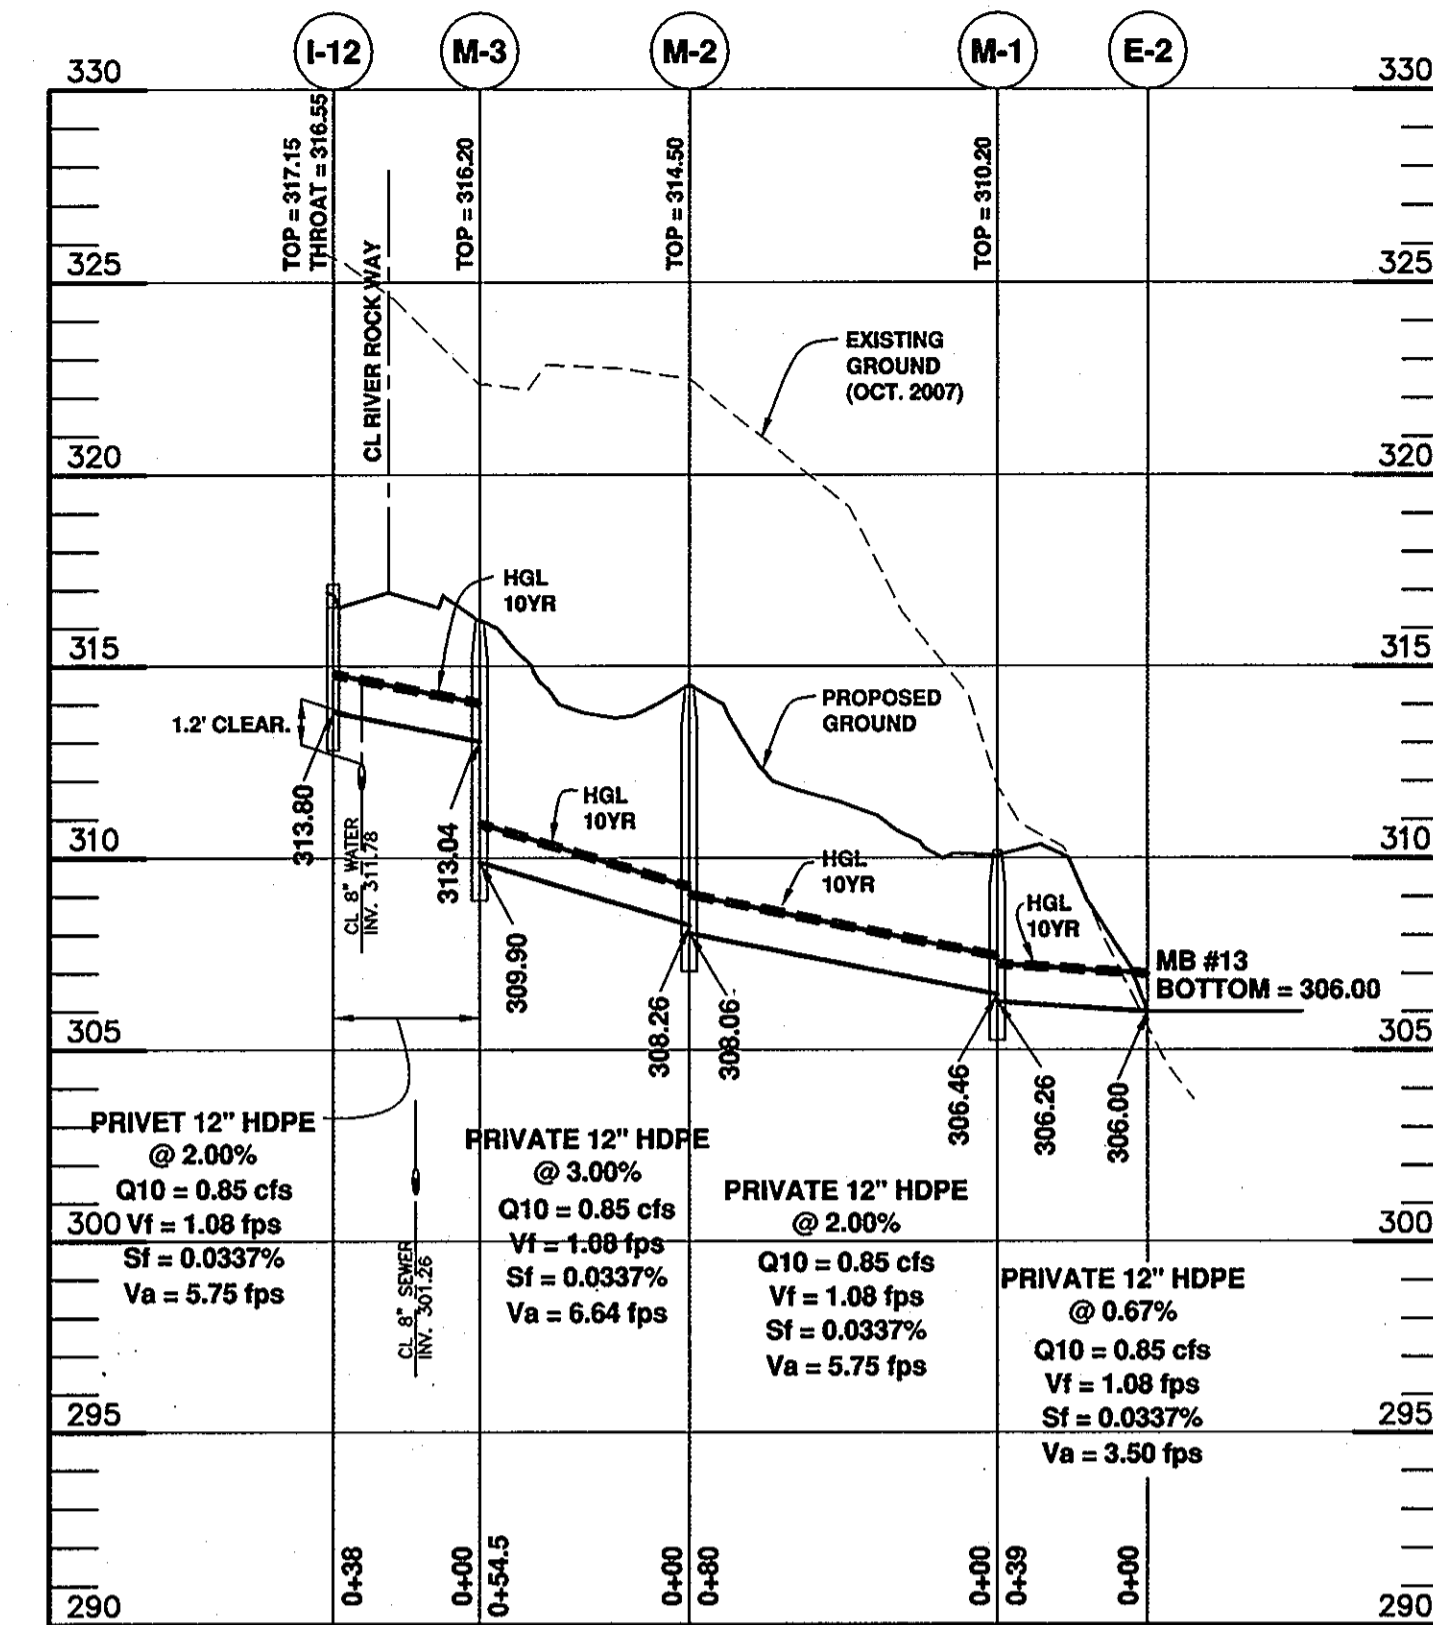 I-12
M-3
M-2
M-1
E-2
330
330
TOP = 317.15
THROAT = 316.55
TOP = 316.20
TOP = 314.50
TOP = 310.20
CL RIVER ROCK WAY
325
325
EXISTING
GROUND
(OCT. 2007)
320
320
HGL
10YR
315
315
PROPOSED
GROUND
1.2' CLEAR.
313.80
CL 8" WATER
INV. 311.78
313.04
HGL
10YR
310
310
HGL
10YR
HGL
10YR
309.90
MB #13
BOTTOM = 306.00
308.26
308.06
305
305
306.46
306.26
306.00
PRIVET 12" HDPE
@ 2.00%
Q10 = 0.85 cfs
Vf = 1.08 fps
Sf = 0.0337%
Va = 5.75 fps
PRIVATE 12" HDPE
@ 3.00%
Q10 = 0.85 cfs
Vf = 1.08 fps
Sf = 0.0337%
Va = 6.64 fps
PRIVATE 12" HDPE
@ 2.00%
Q10 = 0.85 cfs
Vf = 1.08 fps
Sf = 0.0337%
Va = 5.75 fps
PRIVATE 12" HDPE
@ 0.67%
Q10 = 0.85 cfs
Vf = 1.08 fps
Sf = 0.0337%
Va = 3.50 fps
300
300
CL 8" SEWER
INV. 301.26
295
295
0+38
0+00
0+54.5
0+00
0+80
0+00
0+39
0+00
290
290